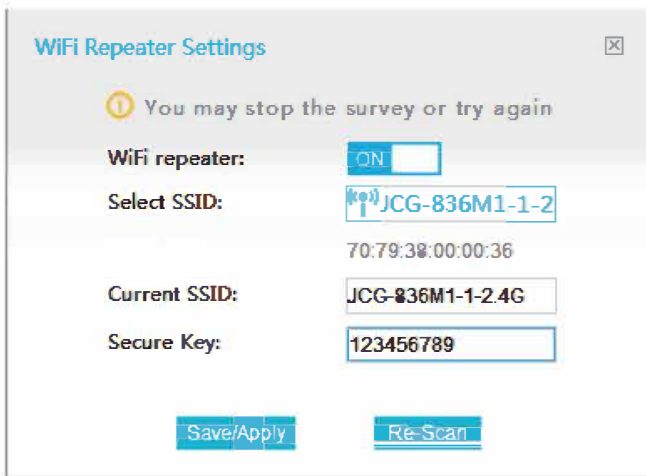 WiFi Repeater Settings
You may stop the survey or try again
WiFi repeater: ON
Select SSID: JCG-836M1-1-2
70:79:38:00:00:36
Current SSID: JCG-836M1-1-2.4G
Secure Key: 123456789
Save/Apply Re-Scan